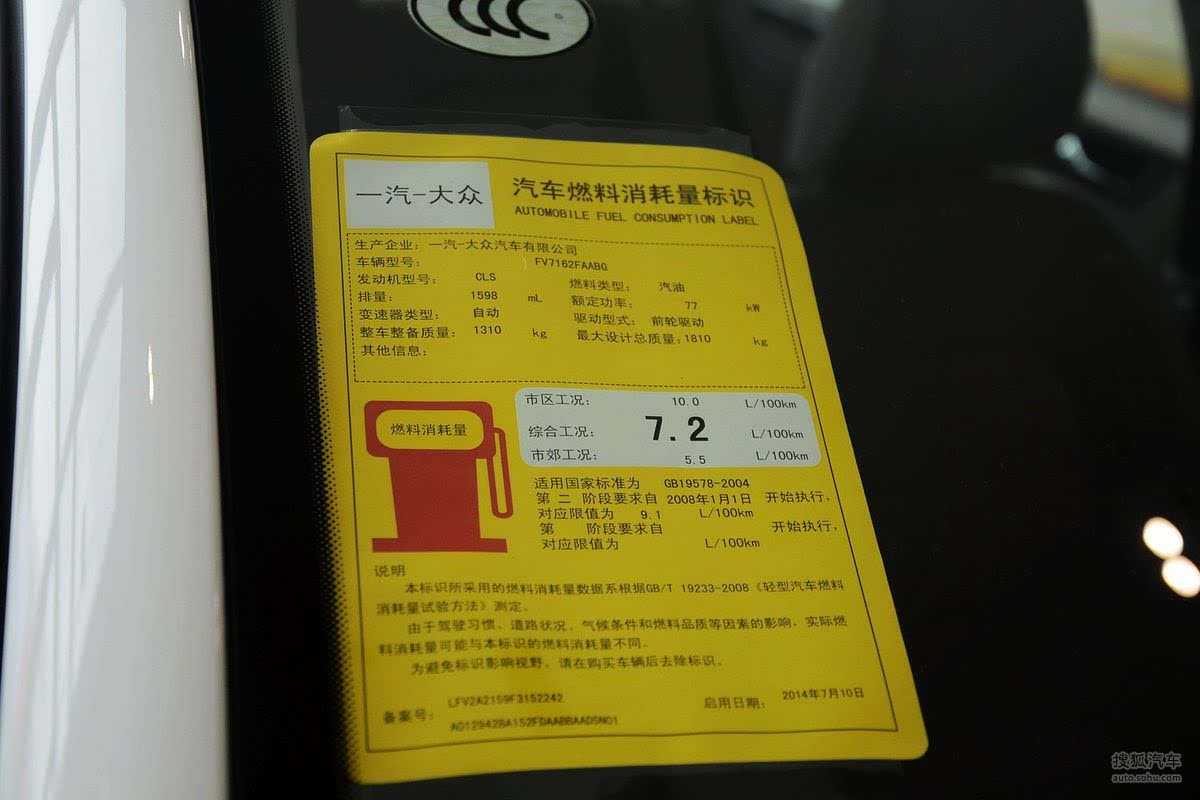 一汽-大众
汽车燃料消耗量标识
AUTOMOBILE FUEL CONSUMPTION LABEL
生产企业: 一汽-大众汽车有限公司
车辆型号: FV7162FAABG
发动机型号: CLS 燃料类型: 汽油
排量: 1598 mL 额定功率: 77 kW
变速器类型: 自动 驱动型式: 前轮驱动
整车整备质量: 1310 kg 最大设计总质量: 1810 kg
其他信息:
燃料消耗量
市区工况: 10.0 L/100km
综合工况: 7.2 L/100km
市郊工况: 5.5 L/100km
适用国家标准为 GB19578-2004
第 二 阶段要求自 2008年1月1日 开始执行,
对应限值为 9.1 L/100km
第 阶段要求自 开始执行,
对应限值为 L/100km
说明
本标识所采用的燃料消耗量数据系根据GB/T 19233-2008《轻型汽车燃料
消耗量试验方法》测定。
由于驾驶习惯、道路状况、气候条件和燃料品质等因素的影响, 实际燃
料消耗量可能与本标识的燃料消耗量不同。
为避免标识影响视野, 请在购买车辆后去除标识。
备案号: LFV2A2159F3152242 启用日期: 2014年7月10日
搜狐汽车
auto.sohu.com